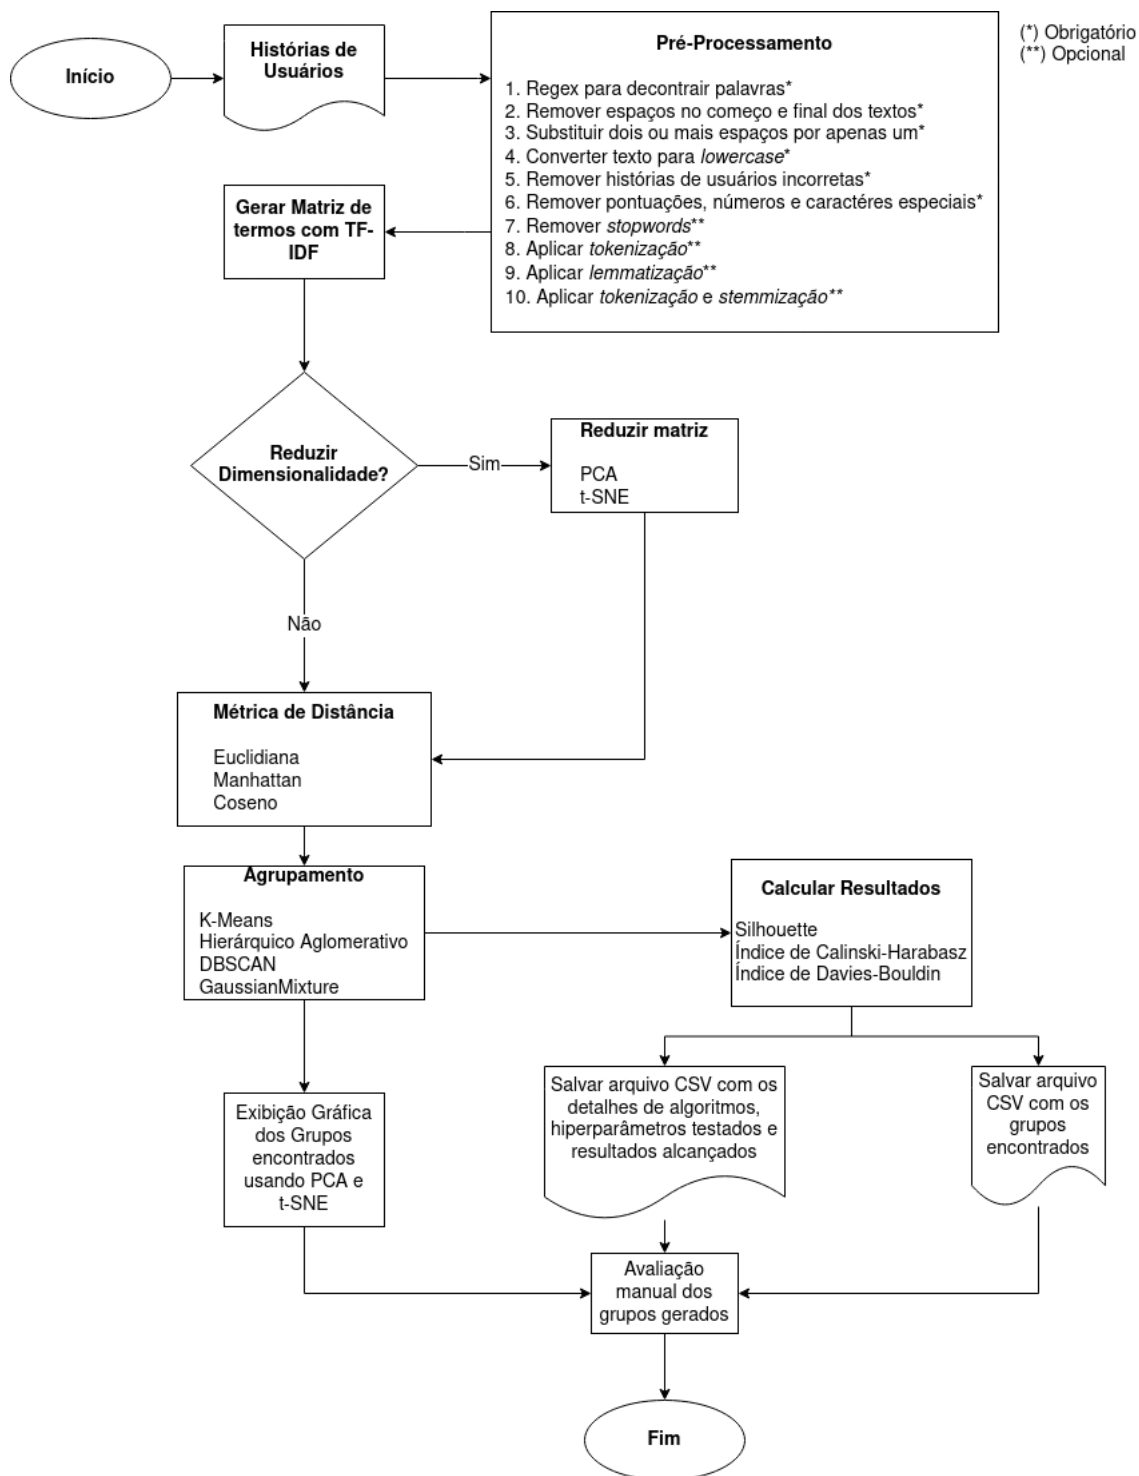 Início
Histórias de
Usuários
Pré-Processamento
1. Regex para decontrair palavras*
2. Remover espaços no começo e final dos textos*
3. Substituir dois ou mais espaços por apenas um*
4. Converter texto para lowercase*
5. Remover histórias de usuários incorretas*
6. Remover pontuações, números e caractéres especiais*
7. Remover stopwords**
8. Aplicar tokenização**
9. Aplicar lemmatização**
10. Aplicar tokenização e stemmização**
(*) Obrigatório
(**) Opcional
Gerar Matriz de
termos com TF-
IDF
Reduzir
Dimensionalidade?
Sim
Reduzir matriz
PCA
t-SNE
Não
Métrica de Distância
Euclidiana
Manhattan
Coseno
Agrupamento
K-Means
Hierárquico Aglomerativo
DBSCAN
GaussianMixture
Calcular Resultados
Silhouette
Índice de Calinski-Harabasz
Índice de Davies-Bouldin
Exibição Gráfica
dos Grupos
encontrados
usando PCA e
t-SNE
Salvar arquivo CSV com os
detalhes de algoritmos,
hiperparâmetros testados e
resultados alcançados
Salvar arquivo
CSV com os
grupos
encontrados
Avaliação
manual dos
grupos gerados
Fim